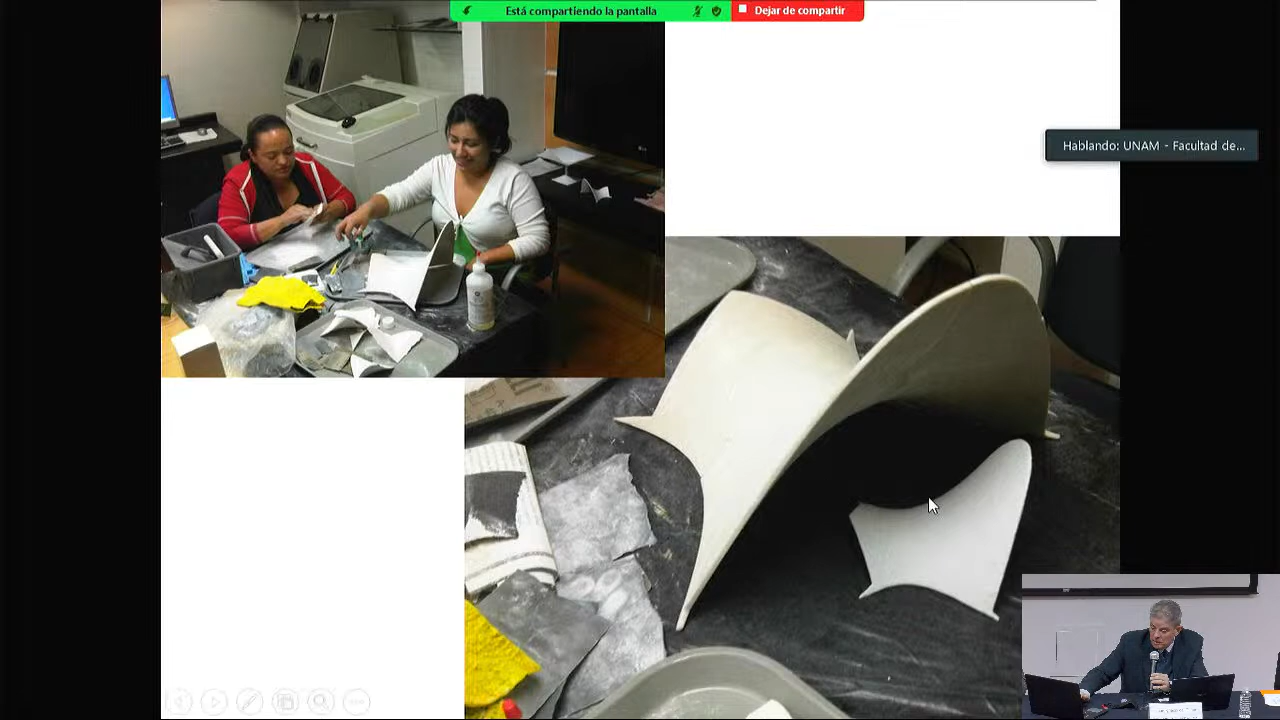 Está compartiendo la pantalla
Dejar de compartir
Hablando: UNAM - Facultad de...